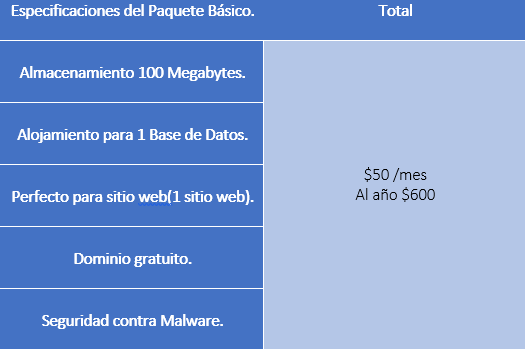 Especificaciones del Paquete Básico.
Total
Almacenamiento 100 Megabytes.
Alojamiento para 1 Base de Datos.
Perfecto para sitio web(1 sitio web).
Dominio gratuito.
Seguridad contra Malware.
$50 /mes
Al año $600